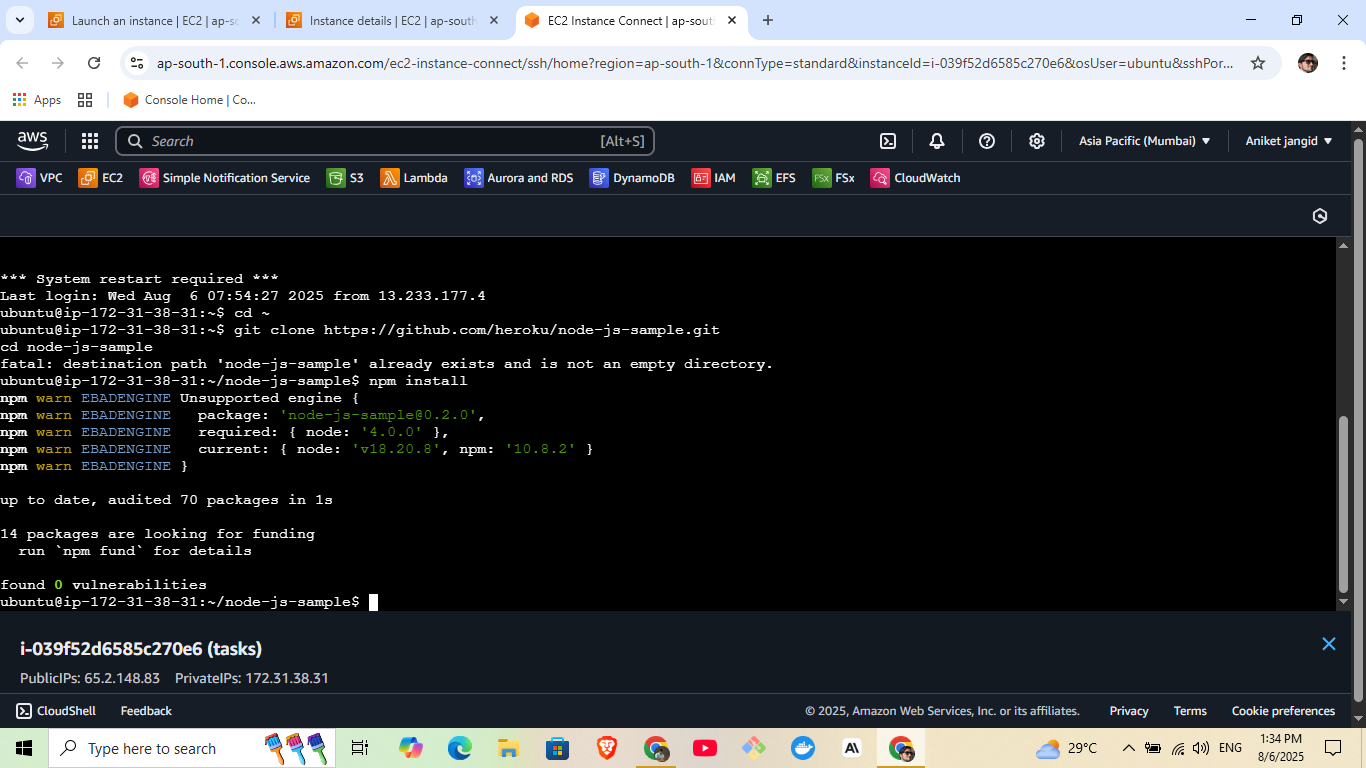 Launch an instance | EC2 | ap-sc
Instance details | EC2 | ap-south
EC2 Instance Connect | ap-sout
ap-south-1.console.aws.amazon.com/ec2-instance-connect/ssh/home?region=ap-south-1&connType=standard&instanceId=i-039f52d6585c270e6&osUser=ubuntu&sshPor...
Apps
Console Home | Co...
aws
Search
[Alt+S]
Asia Pacific (Mumbai)
Aniket jangid
VPC
EC2
Simple Notification Service
S3
Lambda
Aurora and RDS
DynamoDB
IAM
EFS
FSx
CloudWatch
*** System restart required ***
Last login: Wed Aug  6 07:54:27 2025 from 13.233.177.4
ubuntu@ip-172-31-38-31:~$ cd ~
ubuntu@ip-172-31-38-31:~$ git clone https://github.com/heroku/node-js-sample.git
cd node-js-sample
fatal: destination path 'node-js-sample' already exists and is not an empty directory.
ubuntu@ip-172-31-38-31:~/node-js-sample$ npm install
npm warn EBADENGINE Unsupported engine {
npm warn EBADENGINE   package: 'node-js-sample@0.2.0',
npm warn EBADENGINE   required: { node: '4.0.0' },
npm warn EBADENGINE   current: { node: 'v18.20.8', npm: '10.8.2' }
npm warn EBADENGINE }
up to date, audited 70 packages in 1s
14 packages are looking for funding
  run `npm fund` for details
found 0 vulnerabilities
ubuntu@ip-172-31-38-31:~/node-js-sample$
i-039f52d6585c270e6 (tasks)
PublicIPs: 65.2.148.83    PrivateIPs: 172.31.38.31
CloudShell
Feedback
© 2025, Amazon Web Services, Inc. or its affiliates.
Privacy
Terms
Cookie preferences
Type here to search
29°C
ENG
1:34 PM
8/6/2025